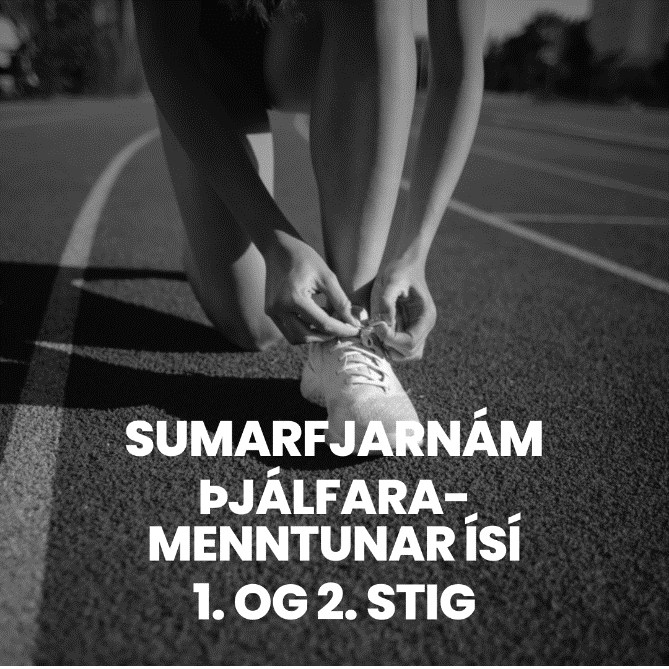 SUMARFJARNÁM
ÞJÁLFARA-
MENNTUNAR ÍSÍ
1. OG 2. STIG